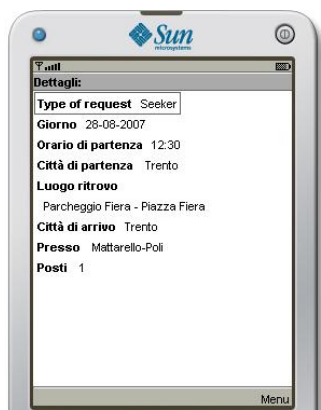 Sun
microsystems
Dettagli:
Type of request Seeker
Giorno 28-08-2007
Orario di partenza 12:30
Città di partenza Trento
Luogo ritrovo
Parcheggio Fiera - Piazza Fiera
Città di arrivo Trento
Presso Mattarello-Poli
Posti 1
Menu